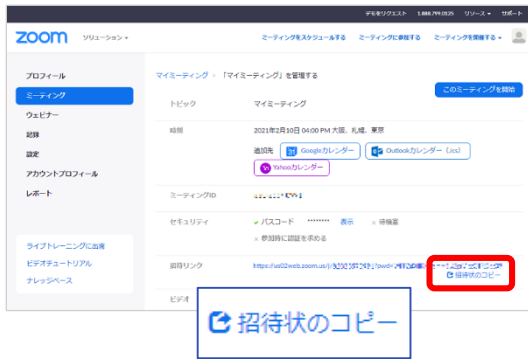 デモをリクエスト 1.888.799.0125 リソース サポート
zoom ソリューション ミーティングをスケジュールする ミーティングに参加する ミーティングを開催する
プロフィール
ミーティング
ウェビナー
記録
設定
アカウントプロフィール
レポート
ライブトレーニングに出席
ビデオチュートリアル
ナレッジベース
マイミーティング 「マイミーティング」を管理する
このミーティングを開始
トピック マイミーティング
時刻 2021年2月10日 04:00 PM 大阪、札幌、東京
追加先 Googleカレンダー Outlookカレンダー (.ics)
Yahooカレンダー
ミーティングID
セキュリティ パスコード ******** 表示 待機室
参加時に認証を求める
招待リンク https://us02web.zoom.us/j/
招待状のコピー
ビデオ
招待状のコピー